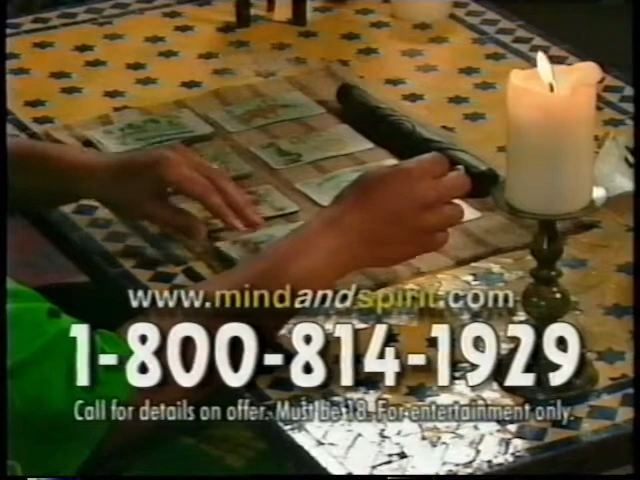 www.mindandspirit.com
1-800-814-1929
Call for details on offer. Must be 18. For entertainment only.